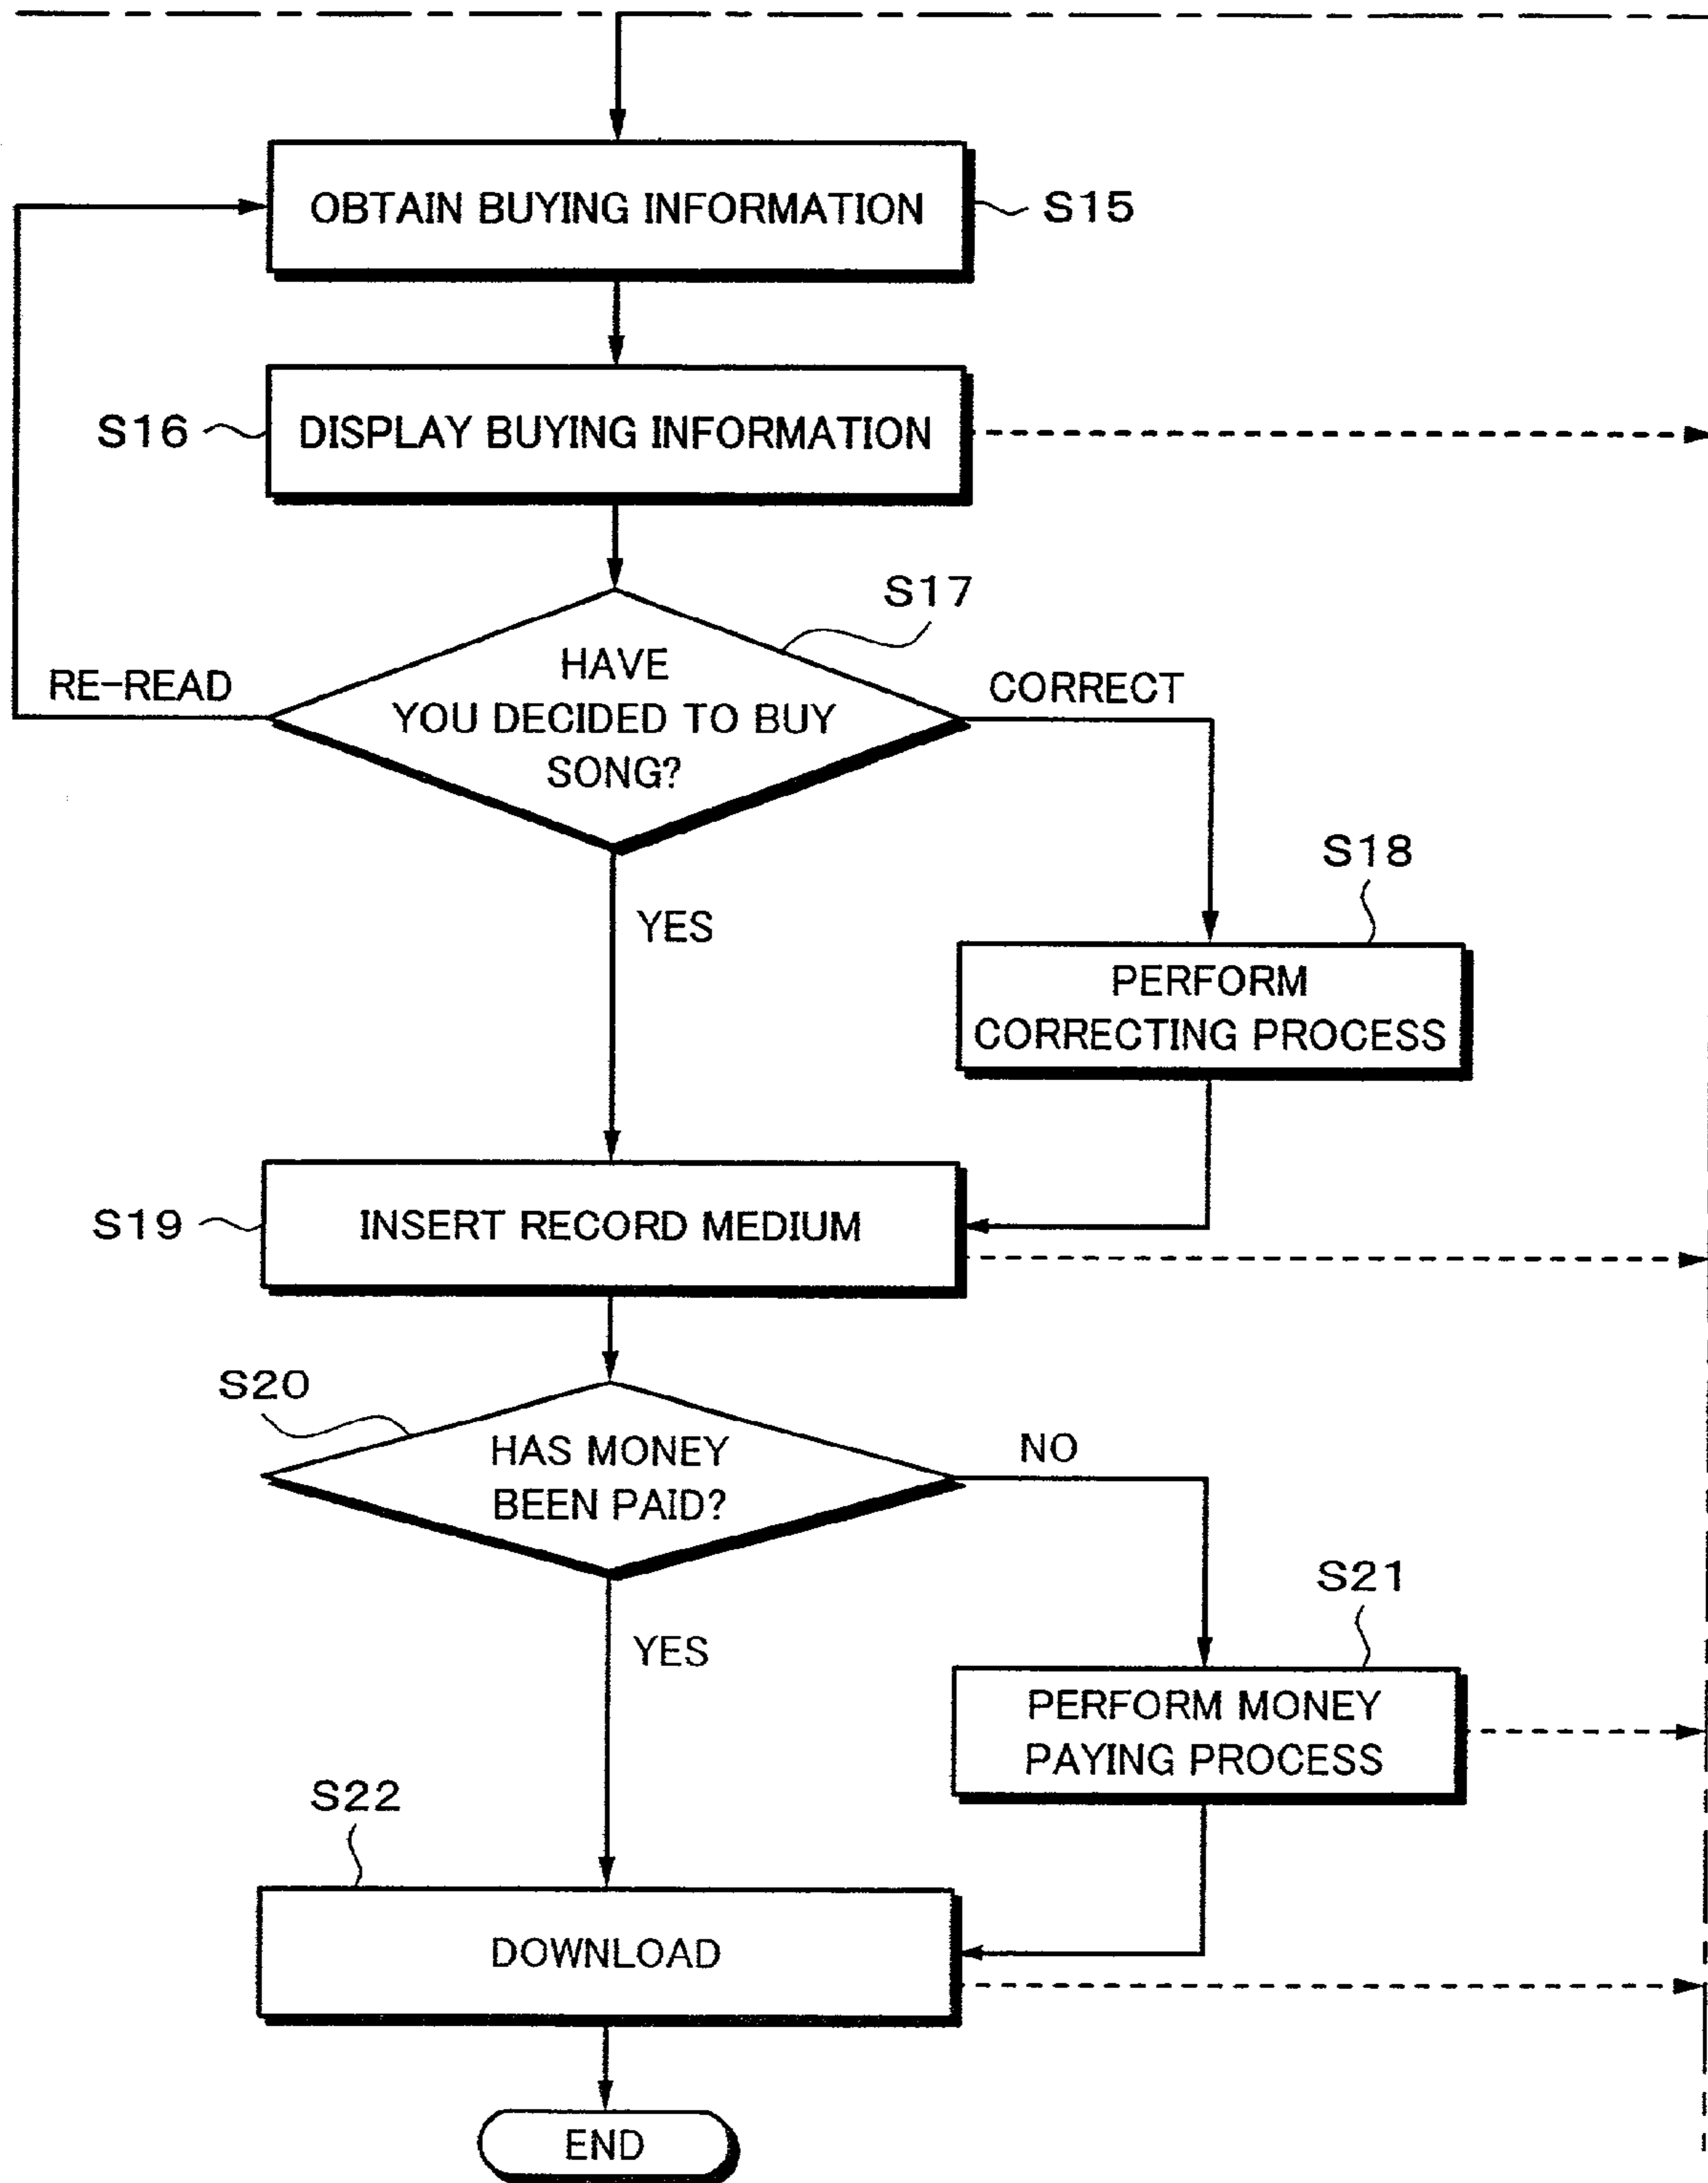 OBTAIN BUYING INFORMATION
S15
S16
DISPLAY BUYING INFORMATION
S17
HAVE
YOU DECIDED TO BUY
SONG?
RE-READ
CORRECT
YES
S18
PERFORM
CORRECTING PROCESS
S19
INSERT RECORD MEDIUM
S20
HAS MONEY
BEEN PAID?
NO
YES
S21
PERFORM MONEY
PAYING PROCESS
S22
DOWNLOAD
END